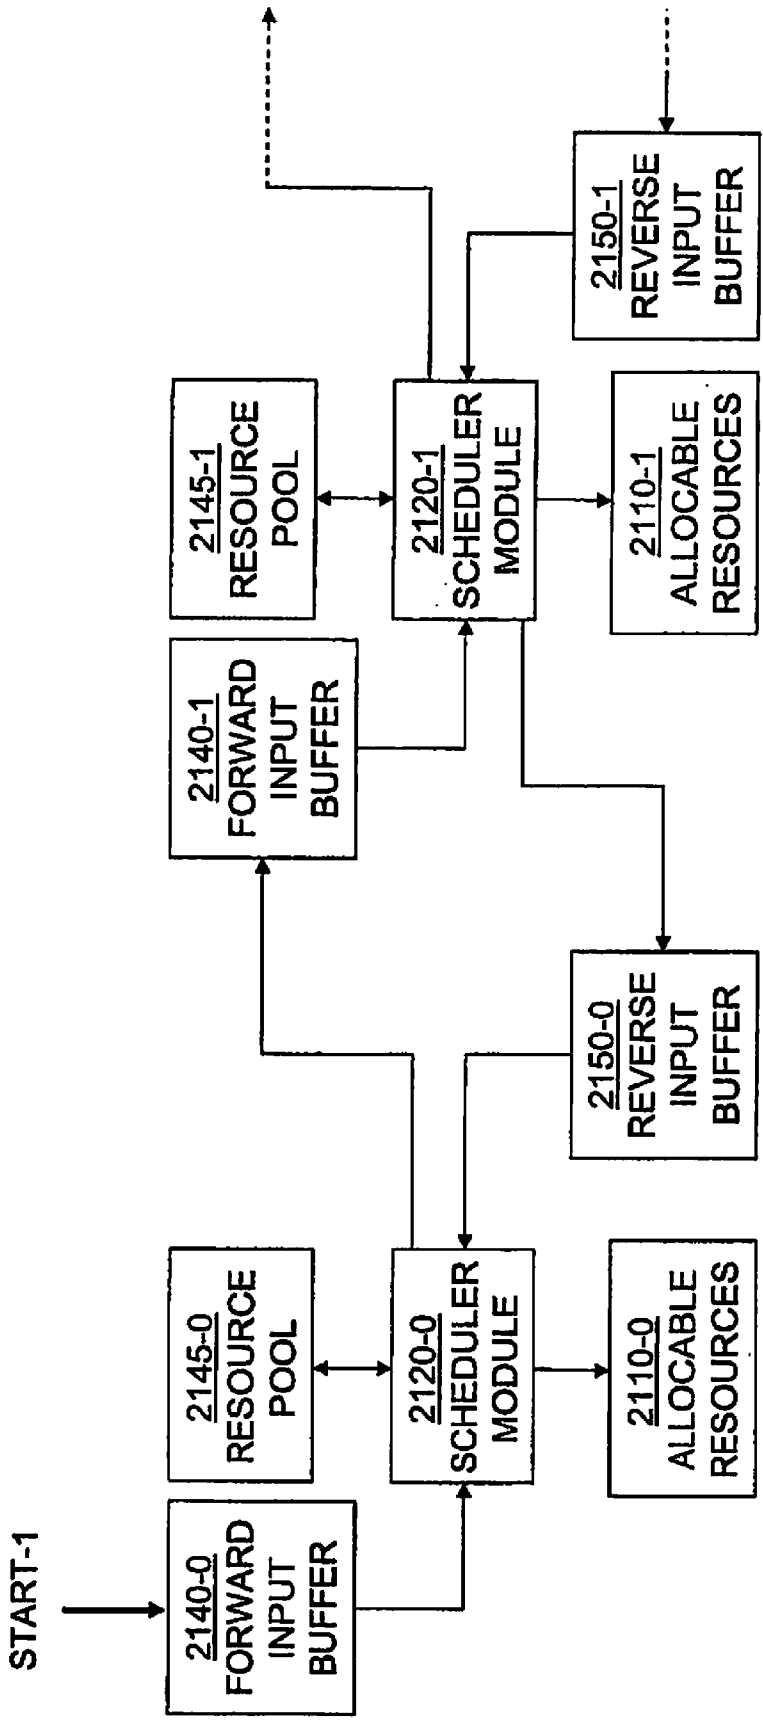 START-1
2140-0
FORWARD
INPUT
BUFFER
2145-0
RESOURCE
POOL
2120-0
SCHEDULER
MODULE
2110-0
ALLOCABLE
RESOURCES
2150-0
REVERSE
INPUT
BUFFER
2140-1
FORWARD
INPUT
BUFFER
2145-1
RESOURCE
POOL
2120-1
SCHEDULER
MODULE
2110-1
ALLOCABLE
RESOURCES
2150-1
REVERSE
INPUT
BUFFER